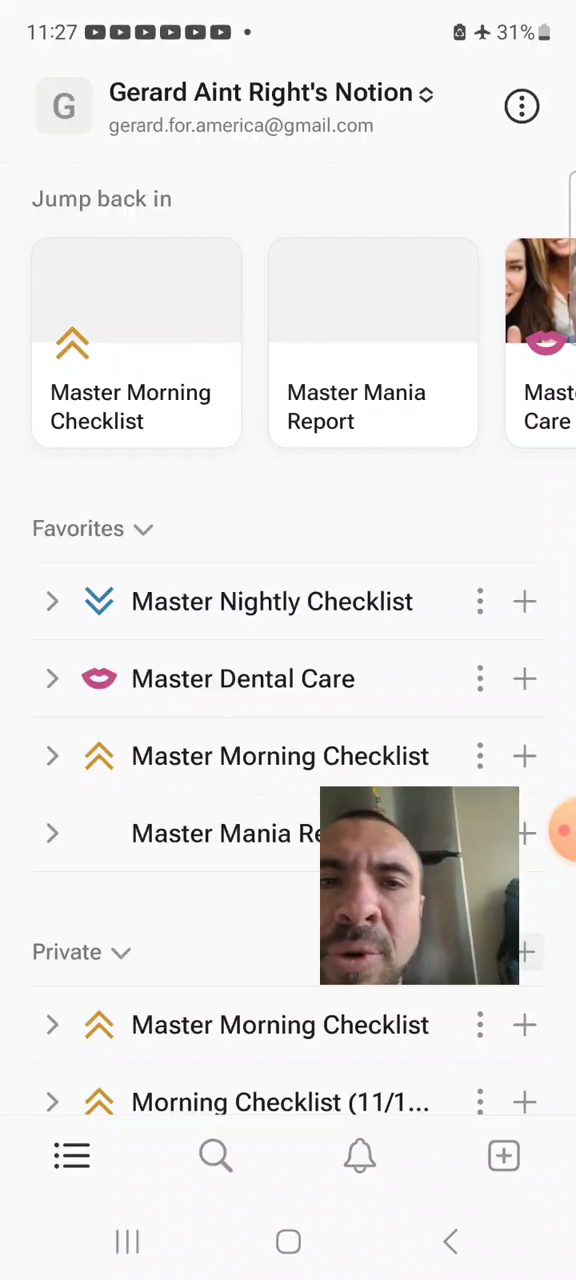 11:27
31%
G
Gerard Aint Right's Notion
gerard.for.america@gmail.com
Jump back in
Master Morning
Checklist
Master Mania
Report
Mast
Care
Favorites
Master Nightly Checklist
Master Dental Care
Master Morning Checklist
Master Mania Re
Private
Master Morning Checklist
Morning Checklist (11/1...